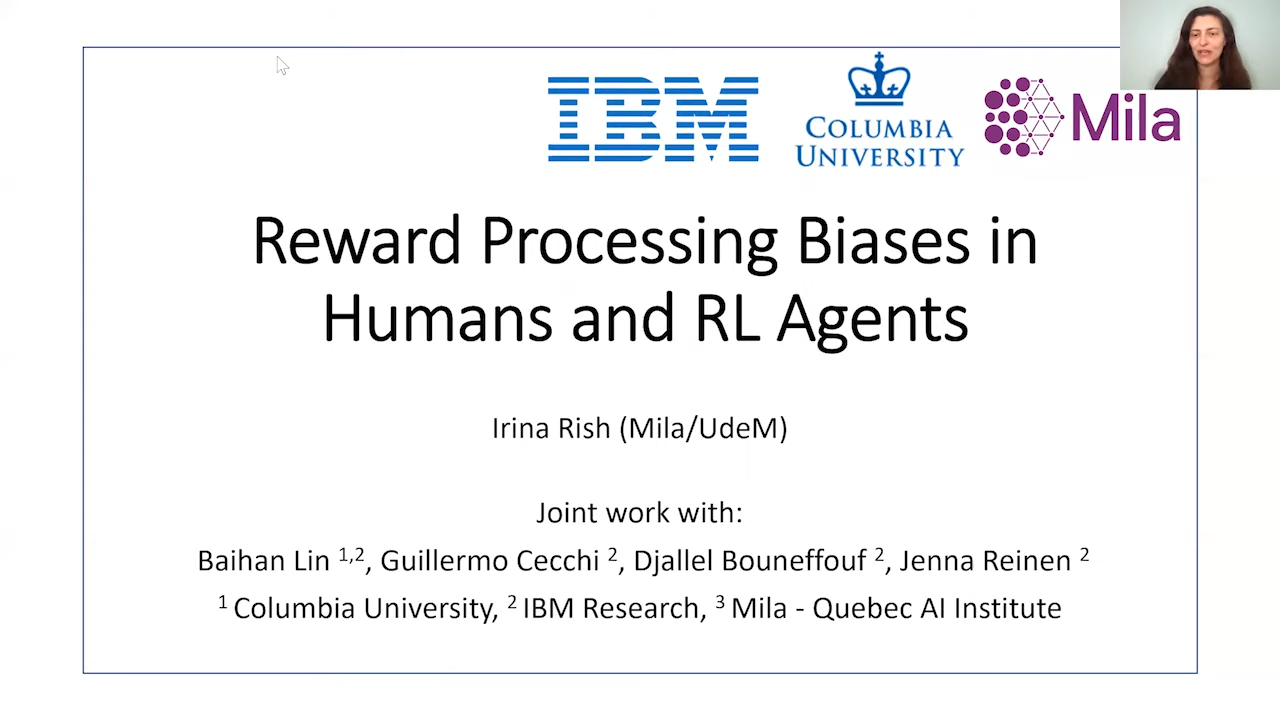 IBM
COLUMBIA
UNIVERSITY
Mila
Reward Processing Biases in
Humans and RL Agents
Irina Rish (Mila/UdeM)
Joint work with:
Baihan Lin 1,2, Guillermo Cecchi 2, Djallel Bouneffouf 2, Jenna Reinen 2
1 Columbia University, 2 IBM Research, 3 Mila - Quebec AI Institute